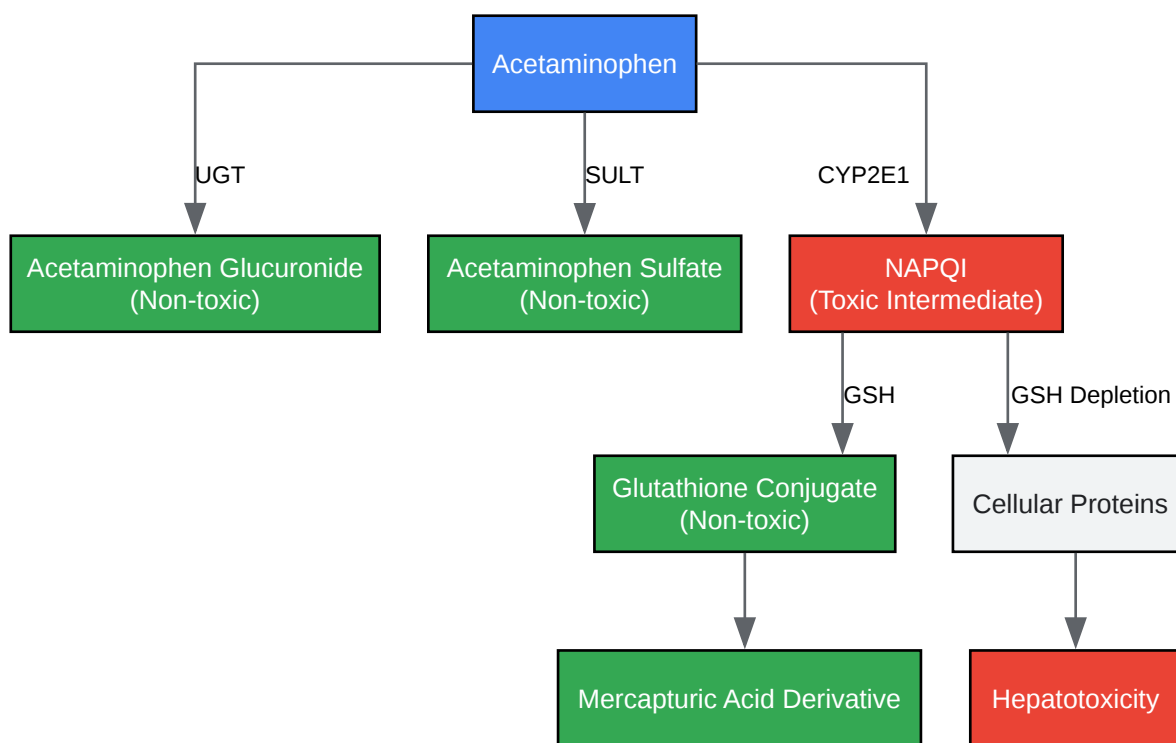 Acetaminophen
UGT
SULT
CYP2E1
Acetaminophen Glucuronide
(Non-toxic)
Acetaminophen Sulfate
(Non-toxic)
NAPQI
(Toxic Intermediate)
GSH
GSH Depletion
Glutathione Conjugate
(Non-toxic)
Cellular Proteins
Mercapturic Acid Derivative
Hepatotoxicity